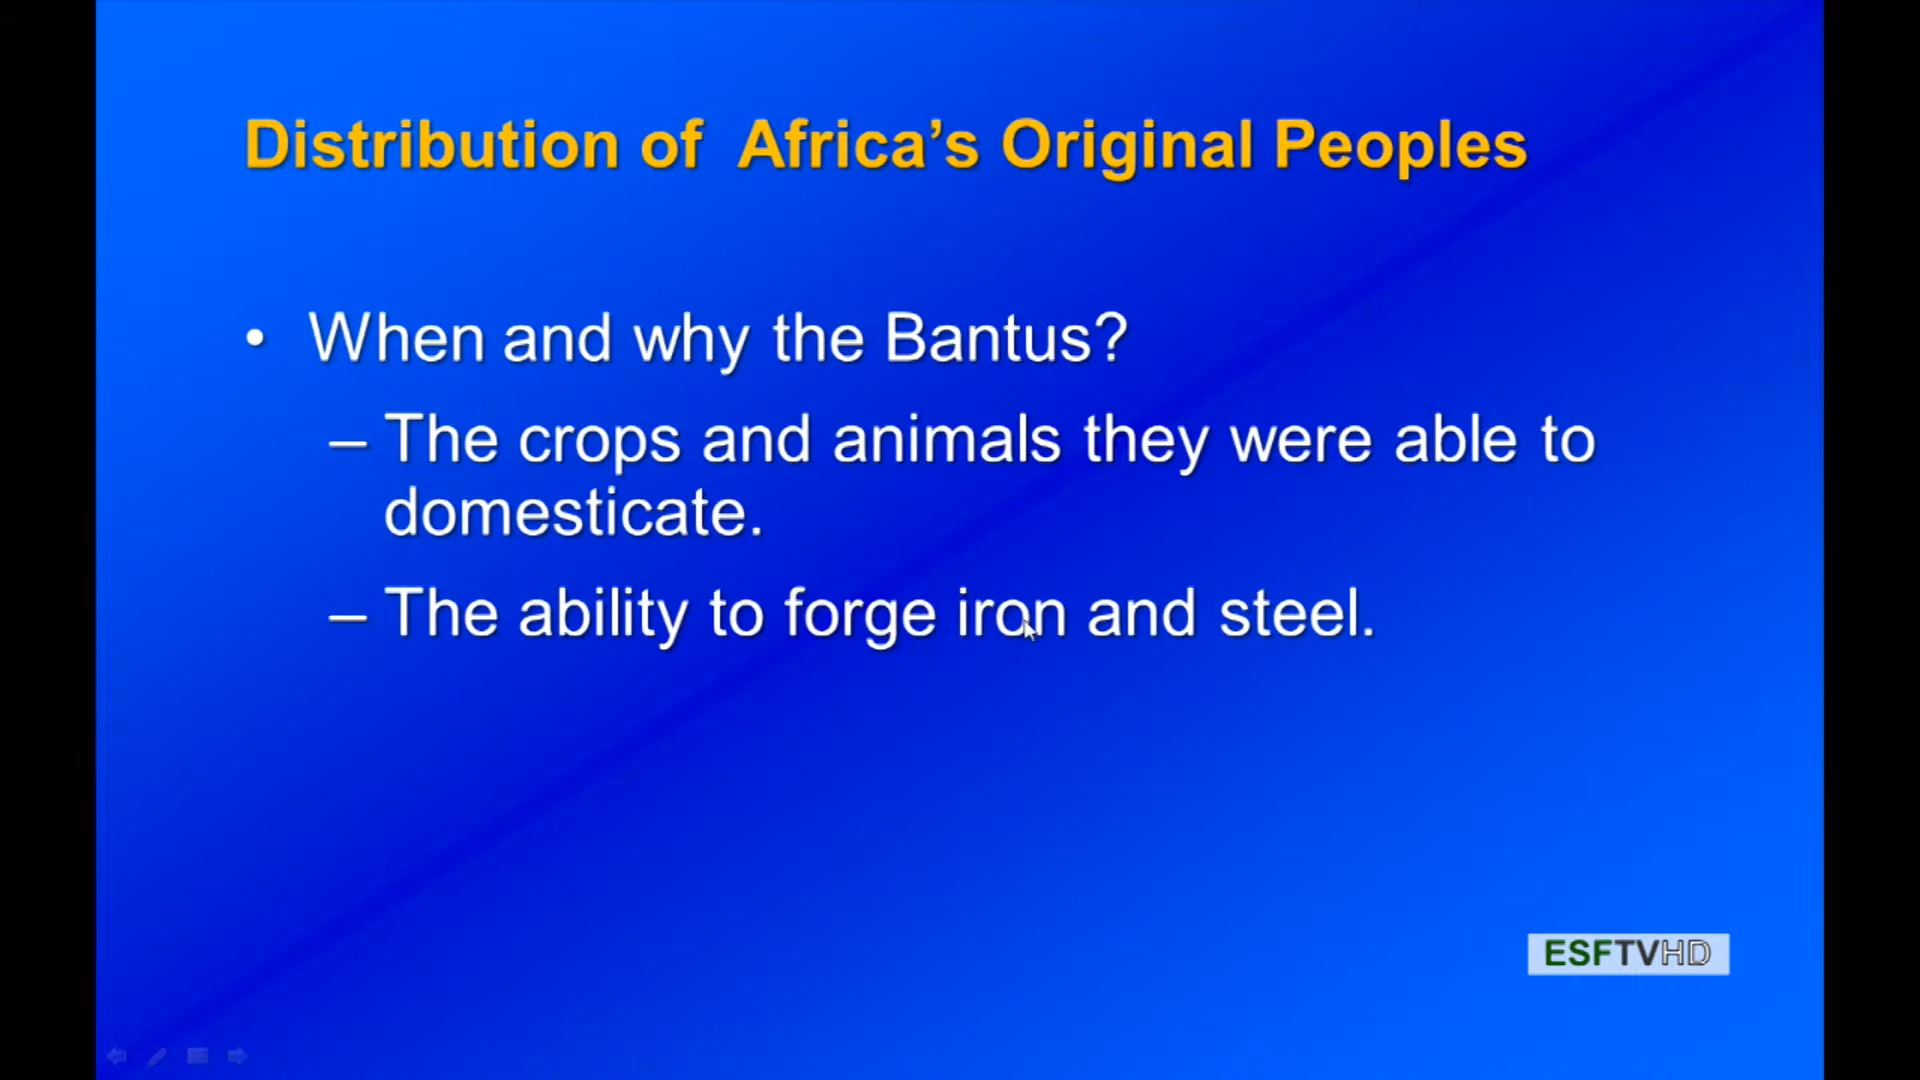 Distribution of Africa’s Original Peoples
• When and why the Bantus?
– The crops and animals they were able to
domesticate.
– The ability to forge iron and steel.
ESFTVHD